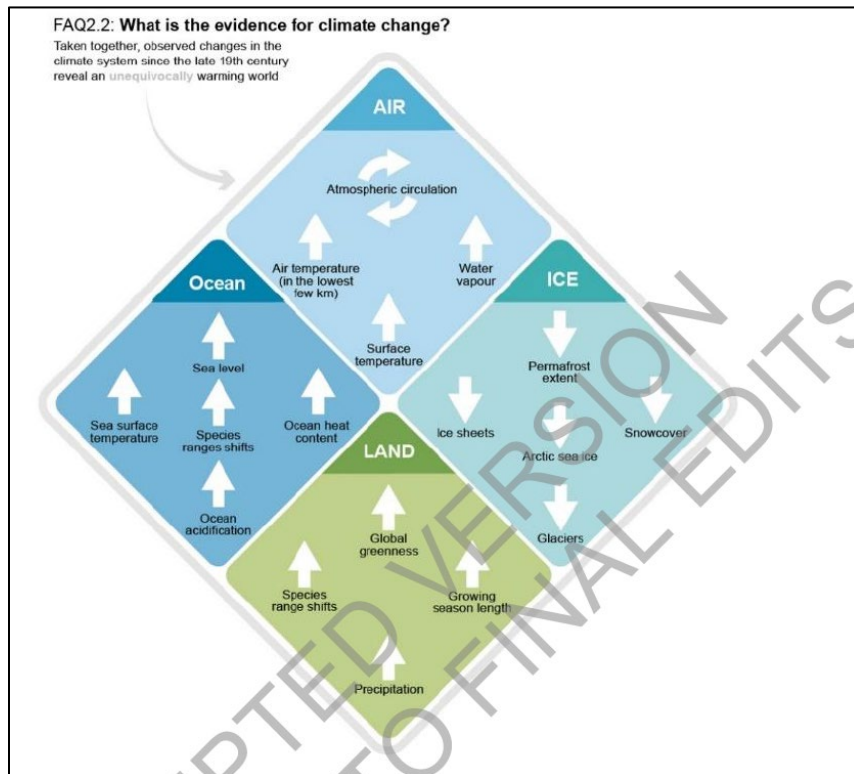 FAQ2.2: What is the evidence for climate change?
Taken together, observed changes in the
climate system since the late 19th century
reveal an unequivocally warming world
AIR
Atmospheric circulation
Air temperature
(in the lowest
few km)
Water
vapour
Surface
temperature
Ocean
Sea level
Sea surface
temperature
Species
ranges shifts
Ocean heat
content
Ocean
acidification
ICE
Permafrost
extent
Ice sheets
Arctic sea ice
Snowcover
Glaciers
LAND
Global
greenness
Species
range shifts
Growing
season length
Precipitation
PTED VERSION
TO FINAL EDITS